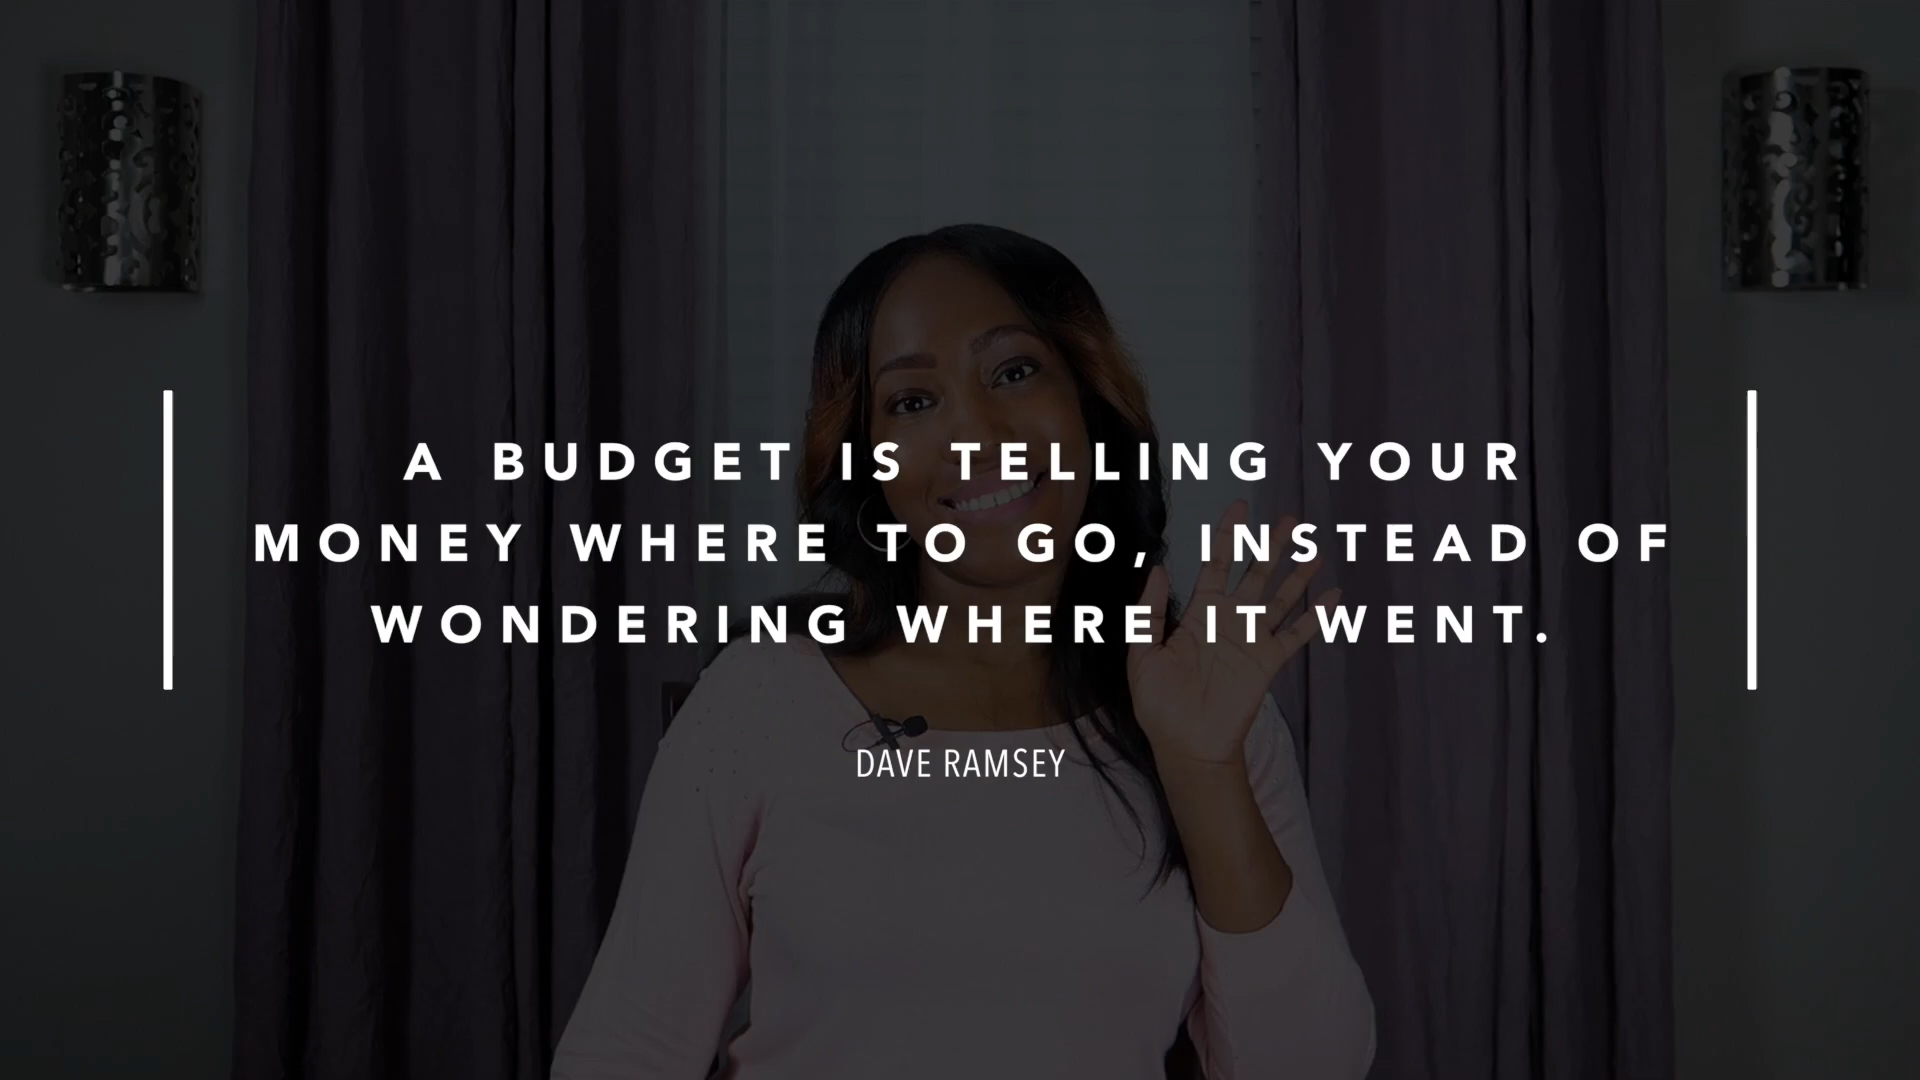 A BUDGET IS TELLING YOUR
MONEY WHERE TO GO, INSTEAD OF
WONDERING WHERE IT WENT.
DAVE RAMSEY